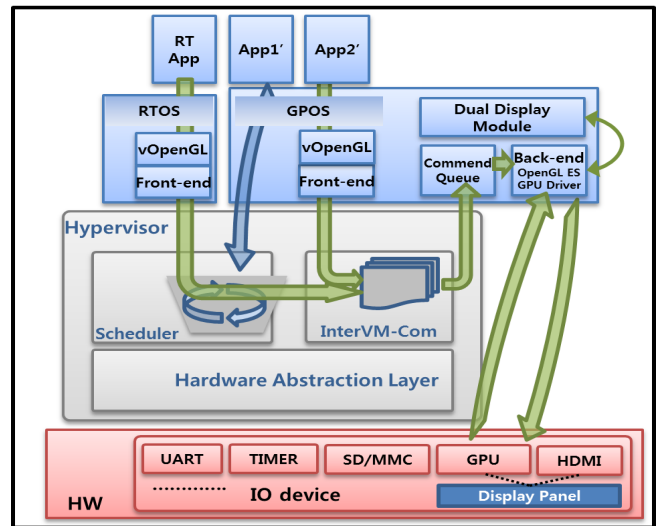 RT
App
App1′
App2′
RTOS
GPOS
vOpenGL
Front-end
vOpenGL
Front-end
Dual Display
Module
Commend
Queue
Back-end
OpenGL ES
GPU Driver
Hypervisor
Scheduler
InterVM-Com
Hardware Abstraction Layer
UART
TIMER
SD/MMC
GPU
HDMI
HW
IO device
Display Panel